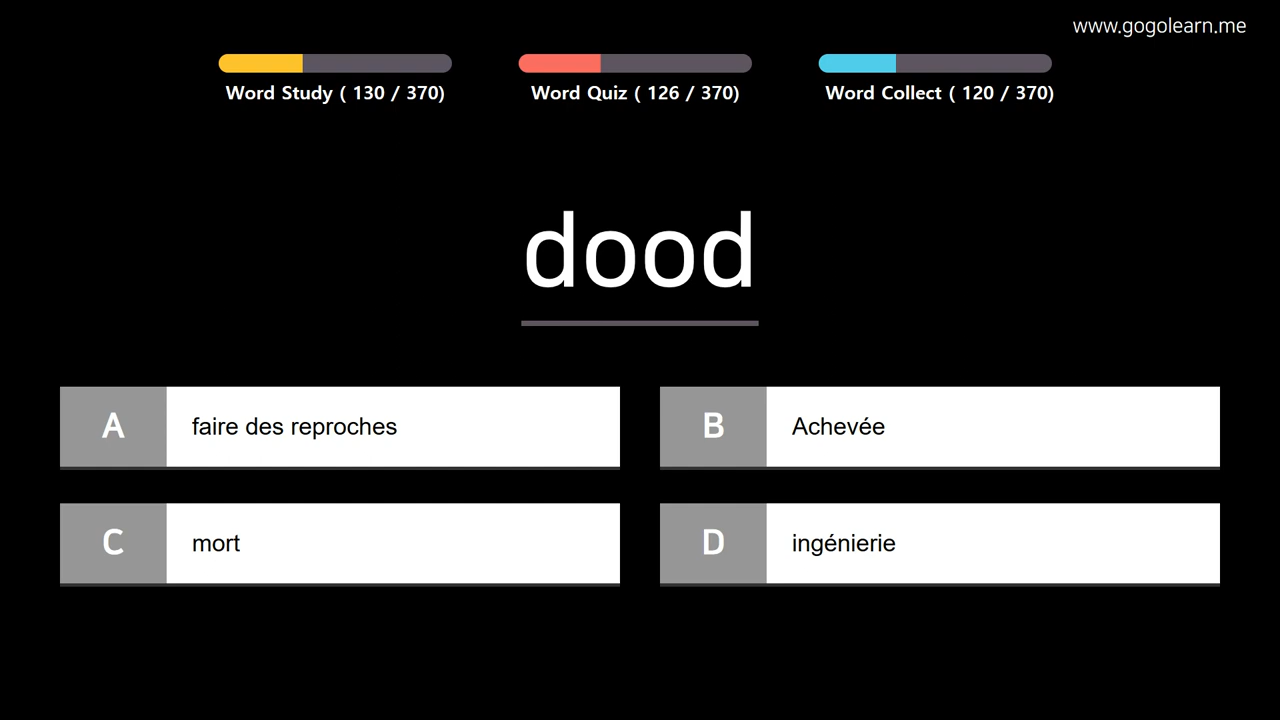 www.gogolearn.me
Word Study ( 130 / 370)
Word Quiz ( 126 / 370)
Word Collect ( 120 / 370)
dood
A faire des reproches
B Achevée
C mort
D ingénierie